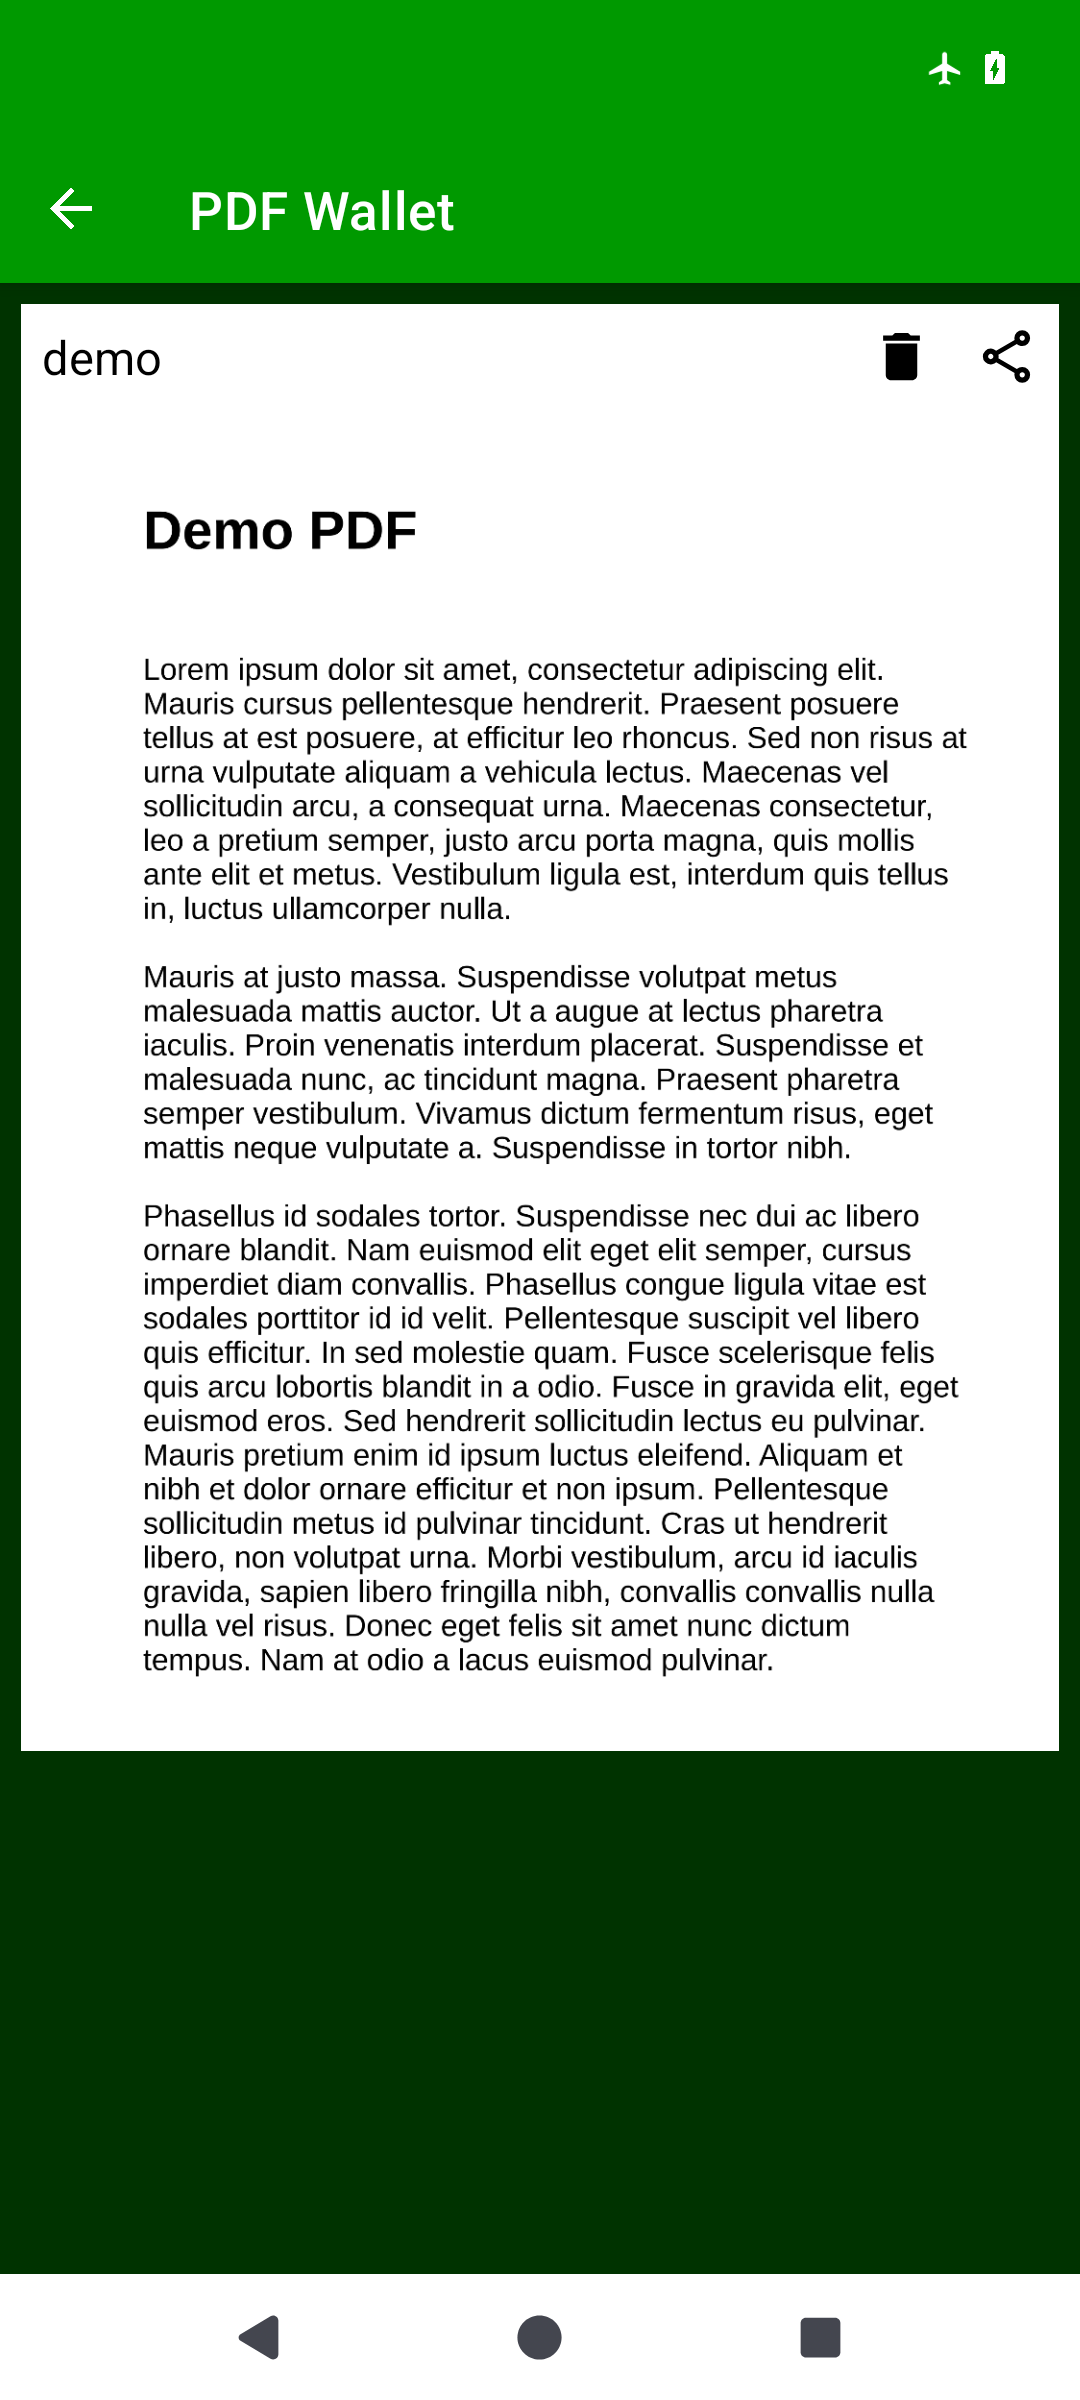 PDF Wallet
demo
Demo PDF
Lorem ipsum dolor sit amet, consectetur adipiscing elit.
Mauris cursus pellentesque hendrerit. Praesent posuere
tellus at est posuere, at efficitur leo rhoncus. Sed non risus at
urna vulputate aliquam a vehicula lectus. Maecenas vel
sollicitudin arcu, a consequat urna. Maecenas consectetur,
leo a pretium semper, justo arcu porta magna, quis mollis
ante elit et metus. Vestibulum ligula est, interdum quis tellus
in, luctus ullamcorper nulla.
Mauris at justo massa. Suspendisse volutpat metus
malesuada mattis auctor. Ut a augue at lectus pharetra
iaculis. Proin venenatis interdum placerat. Suspendisse et
malesuada nunc, ac tincidunt magna. Praesent pharetra
semper vestibulum. Vivamus dictum fermentum risus, eget
mattis neque vulputate a. Suspendisse in tortor nibh.
Phasellus id sodales tortor. Suspendisse nec dui ac libero
ornare blandit. Nam euismod elit eget elit semper, cursus
imperdiet diam convallis. Phasellus congue ligula vitae est
sodales porttitor id id velit. Pellentesque suscipit vel libero
quis efficitur. In sed molestie quam. Fusce scelerisque felis
quis arcu lobortis blandit in a odio. Fusce in gravida elit, eget
euismod eros. Sed hendrerit sollicitudin lectus eu pulvinar.
Mauris pretium enim id ipsum luctus eleifend. Aliquam et
nibh et dolor ornare efficitur et non ipsum. Pellentesque
sollicitudin metus id pulvinar tincidunt. Cras ut hendrerit
libero, non volutpat urna. Morbi vestibulum, arcu id iaculis
gravida, sapien libero fringilla nibh, convallis convallis nulla
nulla vel risus. Donec eget felis sit amet nunc dictum
tempus. Nam at odio a lacus euismod pulvinar.